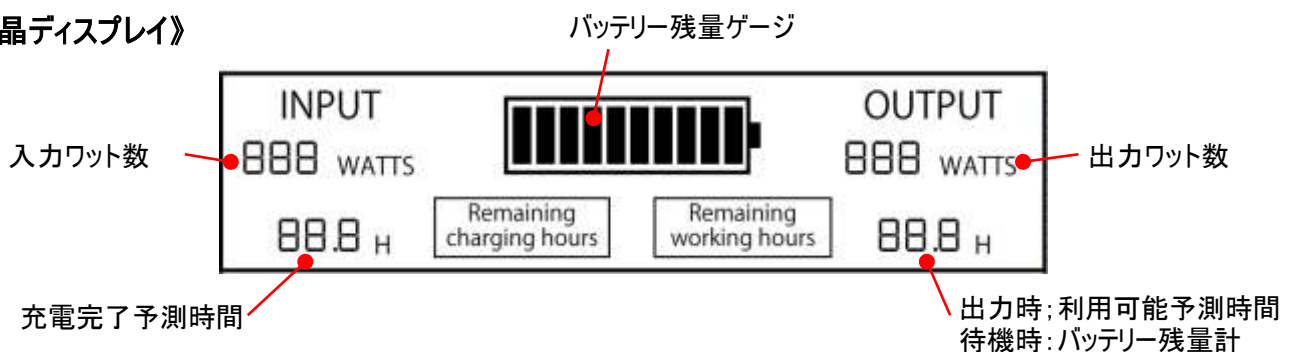 晶ディスプレイ》
バッテリー残量ゲージ
INPUT
OUTPUT
入力ワット数
888 WATTS
888 WATTS
出力ワット数
88.8 H
Remaining
charging hours
Remaining
working hours
88.8 H
充電完了予測時間
出力時;利用可能予測時間
待機時:バッテリー残量計